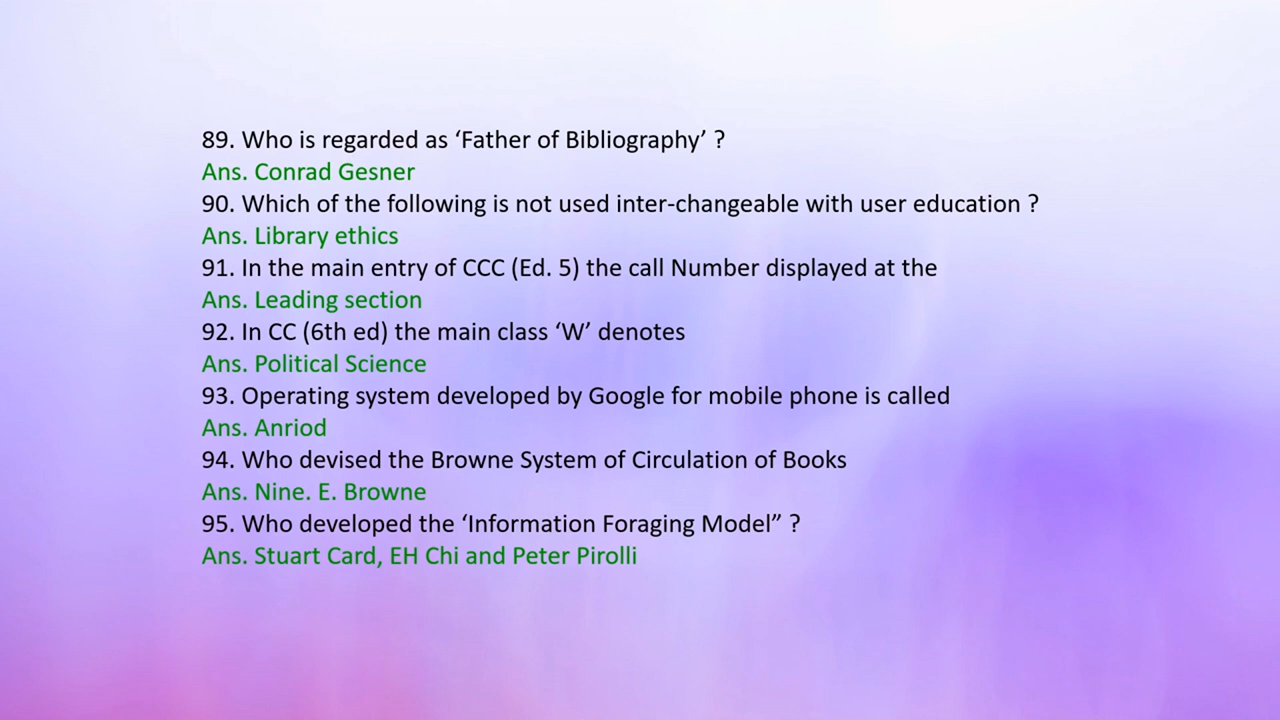 89. Who is regarded as ‘Father of Bibliography’ ?
Ans. Conrad Gesner
90. Which of the following is not used inter-changeable with user education ?
Ans. Library ethics
91. In the main entry of CCC (Ed. 5) the call Number displayed at the
Ans. Leading section
92. In CC (6th ed) the main class ‘W’ denotes
Ans. Political Science
93. Operating system developed by Google for mobile phone is called
Ans. Anriod
94. Who devised the Browne System of Circulation of Books
Ans. Nine. E. Browne
95. Who developed the ‘Information Foraging Model” ?
Ans. Stuart Card, EH Chi and Peter Pirolli